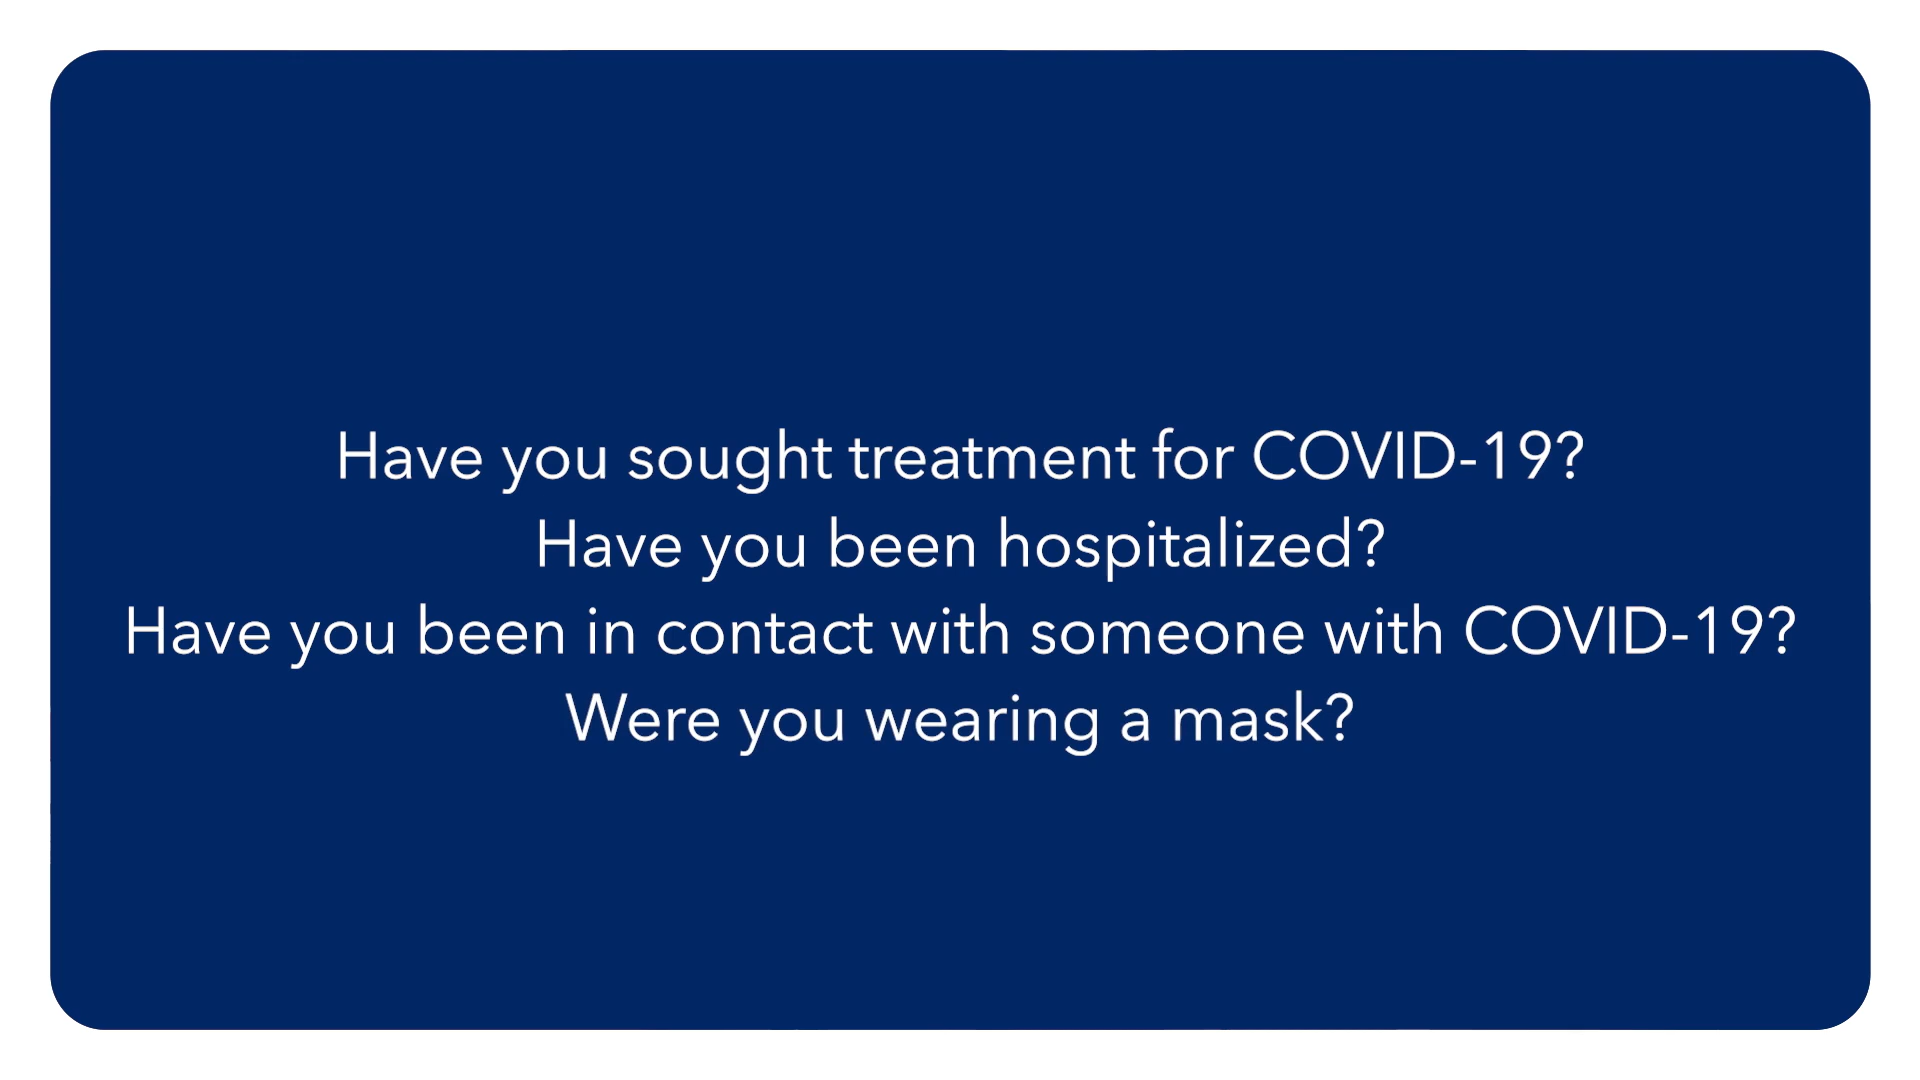 Have you sought treatment for COVID-19?
Have you been hospitalized?
Have you been in contact with someone with COVID-19?
Were you wearing a mask?